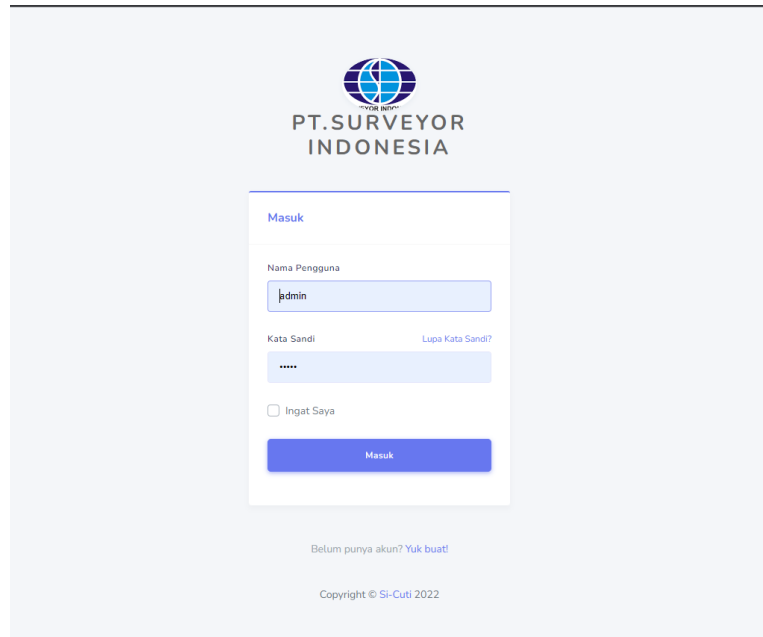 PT.SURVEYOR
INDONESIA
Masuk
Nama Pengguna
admin
Kata Sandi
Lupa Kata Sandi?
•••••
Ingat Saya
Masuk
Belum punya akun? Yuk buat!
Copyright © Si-Cuti 2022